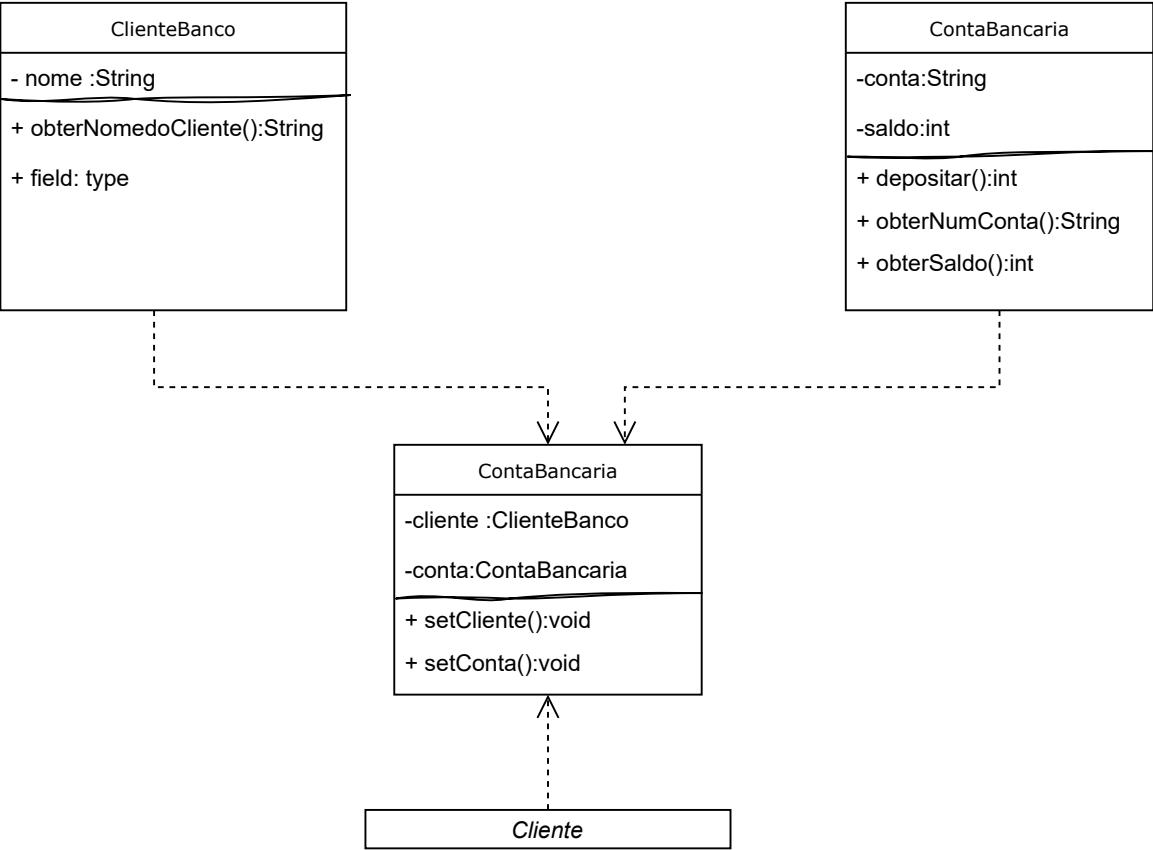 ClienteBanco
- nome :String
+ obterNomedoCliente():String
+ field: type
ContaBancaria
-conta:String
-saldo:int
+ depositar():int
+ obterNumConta():String
+ obterSaldo():int
ContaBancaria
-cliente :ClienteBanco
-conta:ContaBancaria
+ setCliente():void
+ setConta():void
Cliente